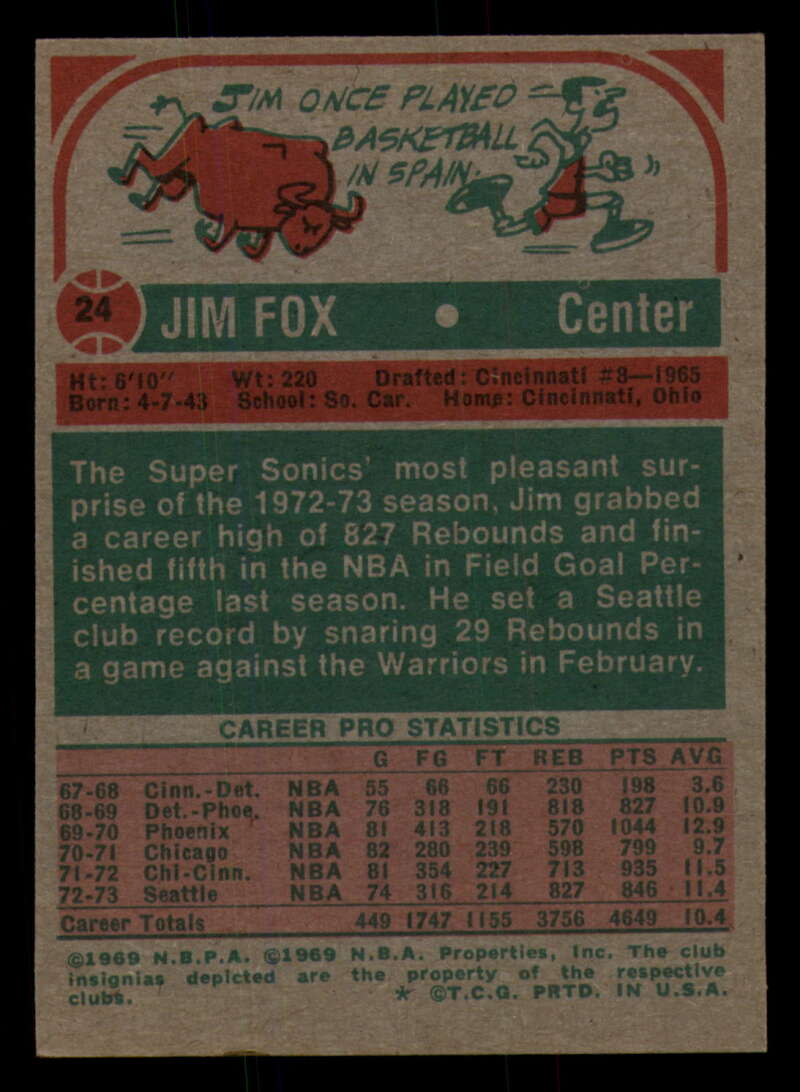 JIM ONCE PLAYED
BASKETBALL
IN SPAIN.
24
JIM FOX • Center
Ht: 6'10" Wt: 220 Drafted: Cincinnati #8—1965
Born: 4-7-43 School: So. Car. Home: Cincinnati, Ohio
The Super Sonics' most pleasant sur-
prise of the 1972-73 season, Jim grabbed
a career high of 827 Rebounds and fin-
ished fifth in the NBA in Field Goal Per-
centage last season. He set a Seattle
club record by snaring 29 Rebounds in
a game against the Warriors in February.
CAREER PRO STATISTICS
G FG FT REB PTS AVG
67-68 Cinn.-Det. NBA 55 66 66 230 198 3.6
68-69 Det.-Phoe. NBA 76 318 191 818 827 10.9
69-70 Phoenix NBA 81 413 218 570 1044 12.9
70-71 Chicago NBA 82 280 239 598 799 9.7
71-72 Chi-Cinn. NBA 81 354 227 713 935 11.5
72-73 Seattle NBA 74 316 214 827 846 11.4
Career Totals 449 1747 1155 3756 4649 10.4
©1969 N.B.P.A. ©1969 N.B.A. Properties, Inc. The club
insignias depicted are the property of the respective
clubs. * ©T.C.G. PRTD. IN U.S.A.